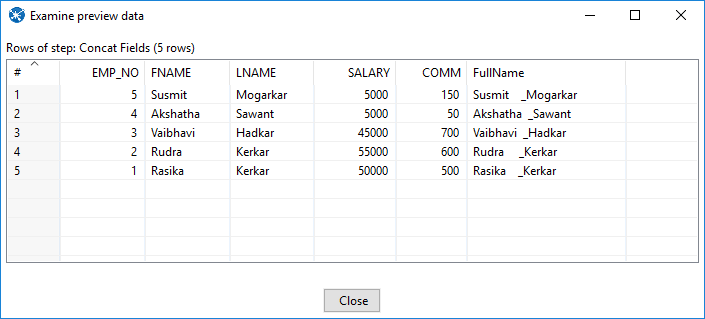 Examine preview data
Rows of step: Concat Fields (5 rows)
# EMP_NO FNAME LNAME SALARY COMM FullName
1 5 Susmit Mogarkar 5000 150 Susmit   _Mogarkar
2 4 Akshatha Sawant 5000 50 Akshatha  _Sawant
3 3 Vaibhavi Hadkar 45000 700 Vaibhavi  _Hadkar
4 2 Rudra Kerkar 55000 600 Rudra    _Kerkar
5 1 Rasika Kerkar 50000 500 Rasika   _Kerkar
Close